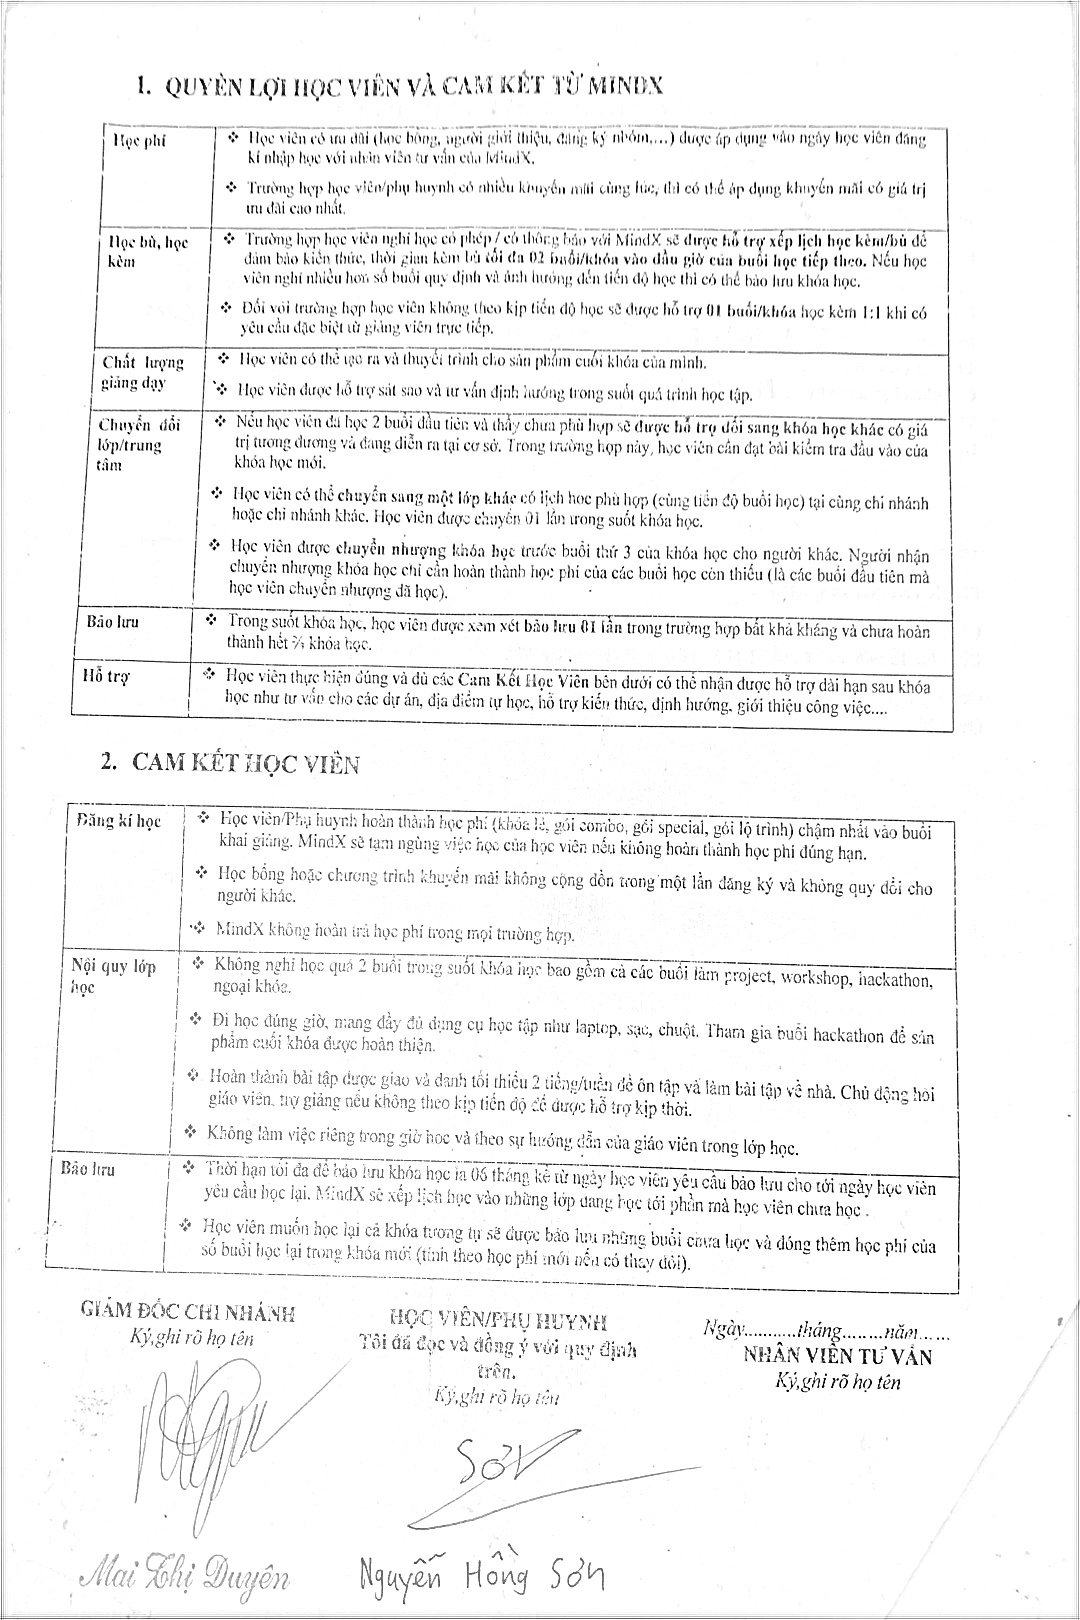 1. QUYỀN LỢI HỌC VIÊN VÀ CAM KẾT TỪ MINDX
Học phí
❖ Học viên có ưu đãi (học bổng, người giới thiệu, đăng ký nhóm,...) được áp dụng vào ngày học viên đăng
kí nhập học với nhân viên tư vấn của MindX.
❖ Trường hợp học viên/phụ huynh có nhiều khuyến mãi cùng lúc, thì có thể áp dụng khuyến mãi có giá trị
ưu đãi cao nhất.
Học bù, học
kèm
❖ Trường hợp học viên nghỉ học có phép / có thông báo với MindX sẽ được hỗ trợ xếp lịch học kèm/bù để
đảm bảo kiến thức, thời gian kèm bù tối đa 02 buổi/khóa vào đầu giờ của buổi học tiếp theo. Nếu học
viên nghỉ nhiều hơn số buổi quy định và ảnh hưởng đến tiến độ học thì có thể bảo lưu khóa học.
❖ Đối với trường hợp học viên không theo kịp tiến độ học sẽ được hỗ trợ 01 buổi/khóa học kèm 1:1 khi có
yêu cầu đặc biệt từ giảng viên trực tiếp.
Chất lượng
giảng dạy
❖ Học viên có thể tạo ra và thuyết trình cho sản phẩm cuối khóa của mình.
❖ Học viên được hỗ trợ sát sao và tư vấn định hướng trong suốt quá trình học tập.
Chuyển đổi
lớp/trung
tâm
❖ Nếu học viên đã học 2 buổi đầu tiên và thấy chưa phù hợp sẽ được hỗ trợ đổi sang khóa học khác có giá
trị tương đương và đang diễn ra tại cơ sở. Trong trường hợp này, học viên cần đạt bài kiểm tra đầu vào của
khóa học mới.
❖ Học viên có thể chuyển sang một lớp khác có lịch học phù hợp (cùng tiến độ buổi học) tại cùng chi nhánh
hoặc chi nhánh khác. Học viên được chuyển 01 lần trong suốt khóa học.
❖ Học viên được chuyển nhượng khóa học trước buổi thứ 3 của khóa học cho người khác. Người nhận
chuyển nhượng khóa học chỉ cần hoàn thành học phí của các buổi học còn thiếu (là các buổi đầu tiên mà
học viên chuyển nhượng đã học).
Bảo lưu
❖ Trong suốt khóa học, học viên được xem xét bảo lưu 01 lần trong trường hợp bất khả kháng và chưa hoàn
thành hết ⅔ khóa học.
Hỗ trợ
❖ Học viên thực hiện đúng và đủ các Cam Kết Học Viên bên dưới có thể nhận được hỗ trợ dài hạn sau khóa
học như tư vấn cho các dự án, địa điểm tự học, hỗ trợ kiến thức, định hướng, giới thiệu công việc....
2. CAM KẾT HỌC VIÊN
Đăng kí học
❖ Học viên/Phụ huynh hoàn thành học phí (khóa lẻ, gói combo, gói special, gói lộ trình) chậm nhất vào buổi
khai giảng. MindX sẽ tạm ngừng việc học của học viên nếu không hoàn thành học phí đúng hạn.
❖ Học bổng hoặc chương trình khuyến mãi không cộng dồn trong một lần đăng ký và không quy đổi cho
người khác.
❖ MindX không hoàn trả học phí trong mọi trường hợp.
Nội quy lớp
học
❖ Không nghỉ học quá 2 buổi trong suốt khóa học bao gồm cả các buổi làm project, workshop, hackathon,
ngoại khóa.
❖ Đi học đúng giờ, mang đầy đủ dụng cụ học tập như laptop, sạc, chuột. Tham gia buổi hackathon để sản
phẩm cuối khóa được hoàn thiện.
❖ Hoàn thành bài tập được giao và dành tối thiểu 2 tiếng/tuần để ôn tập và làm bài tập về nhà. Chủ động hỏi
giáo viên, trợ giảng nếu không theo kịp tiến độ để được hỗ trợ kịp thời.
❖ Không làm việc riêng trong giờ học và theo sự hướng dẫn của giáo viên trong lớp học.
Bảo lưu
❖ Thời hạn tối đa để bảo lưu khóa học là 06 tháng kể từ ngày học viên yêu cầu bảo lưu cho tới ngày học viên
yêu cầu học lại. MindX sẽ xếp lịch học vào những lớp đang học tới phần mà học viên chưa học .
❖ Học viên muốn học lại cả khóa tương tự sẽ được bảo lưu những buổi chưa học và đóng thêm học phí của
số buổi học lại trong khóa mới (tính theo học phí mới nếu có thay đổi).
GIÁM ĐỐC CHI NHÁNH
Ký,ghi rõ họ tên
HỌC VIÊN/PHỤ HUYNH
Tôi đã đọc và đồng ý với quy định
trên.
Ký,ghi rõ họ tên
Ngày..........tháng........năm......
NHÂN VIÊN TƯ VẤN
Ký,ghi rõ họ tên
Sơn
Mai Thị Duyên
Nguyễn Hồng Sơn